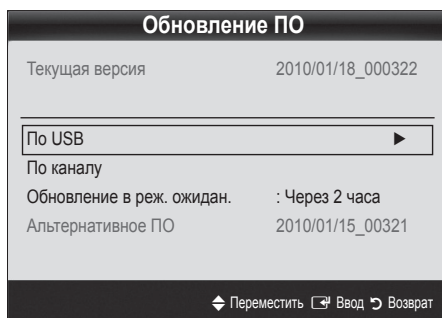 Обновление ПО
Текущая версия 2010/01/18_000322
По USB ►
По каналу
Обновление в реж. ожидан. : Через 2 часа
Альтернативное ПО 2010/01/15_00321
Переместить Ввод Возврат